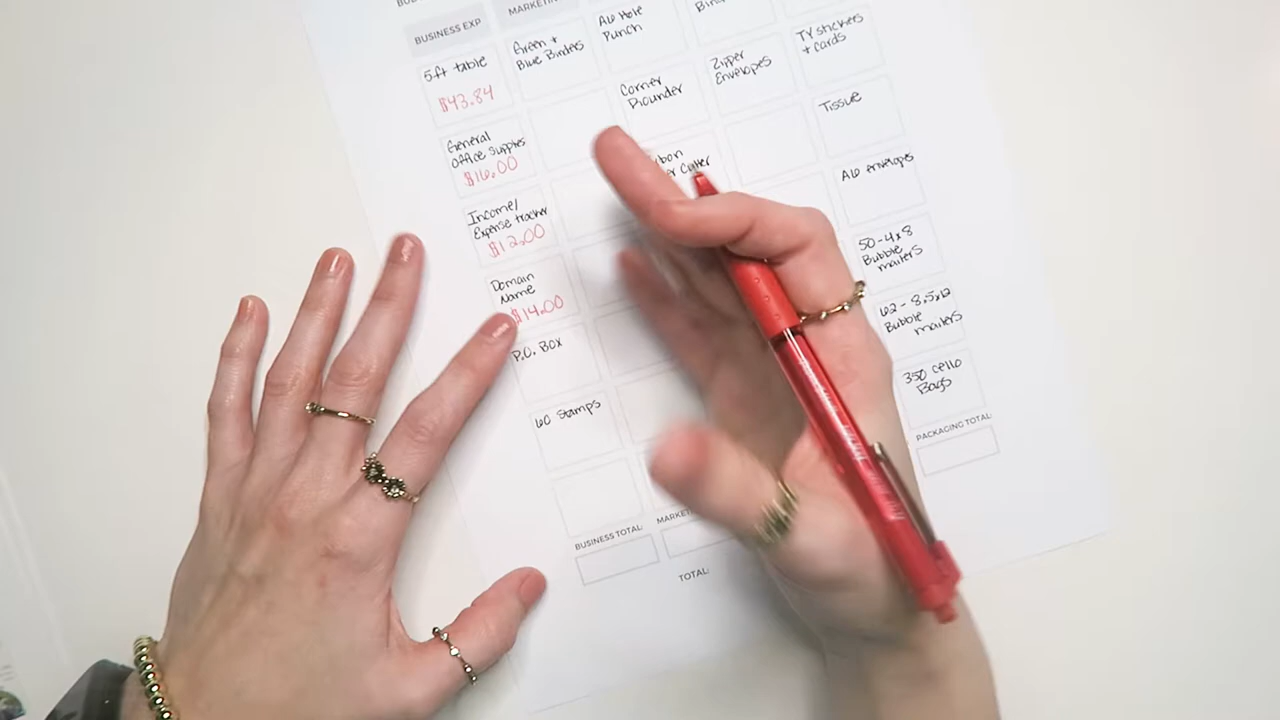 BUSINESS EXP
5ft table
$43.84
General
Office Supplies
$16.00
Income/
Expense tracker
$12.00
Domain
Name
$14.00
P.O. Box
60 Stamps
BUSINESS TOTAL:
Green +
Blue Binders
A6 Hole
Punch
Corner
Rounder
Cutter
Zipper
Envelopes
TY stickers
+ cards
Tissue
A6 envelopes
50-4x8
Bubble
mailers
62 - 8.5x12
Bubble
mailers
350 cello
Bags
PACKAGING TOTAL:
TOTAL: